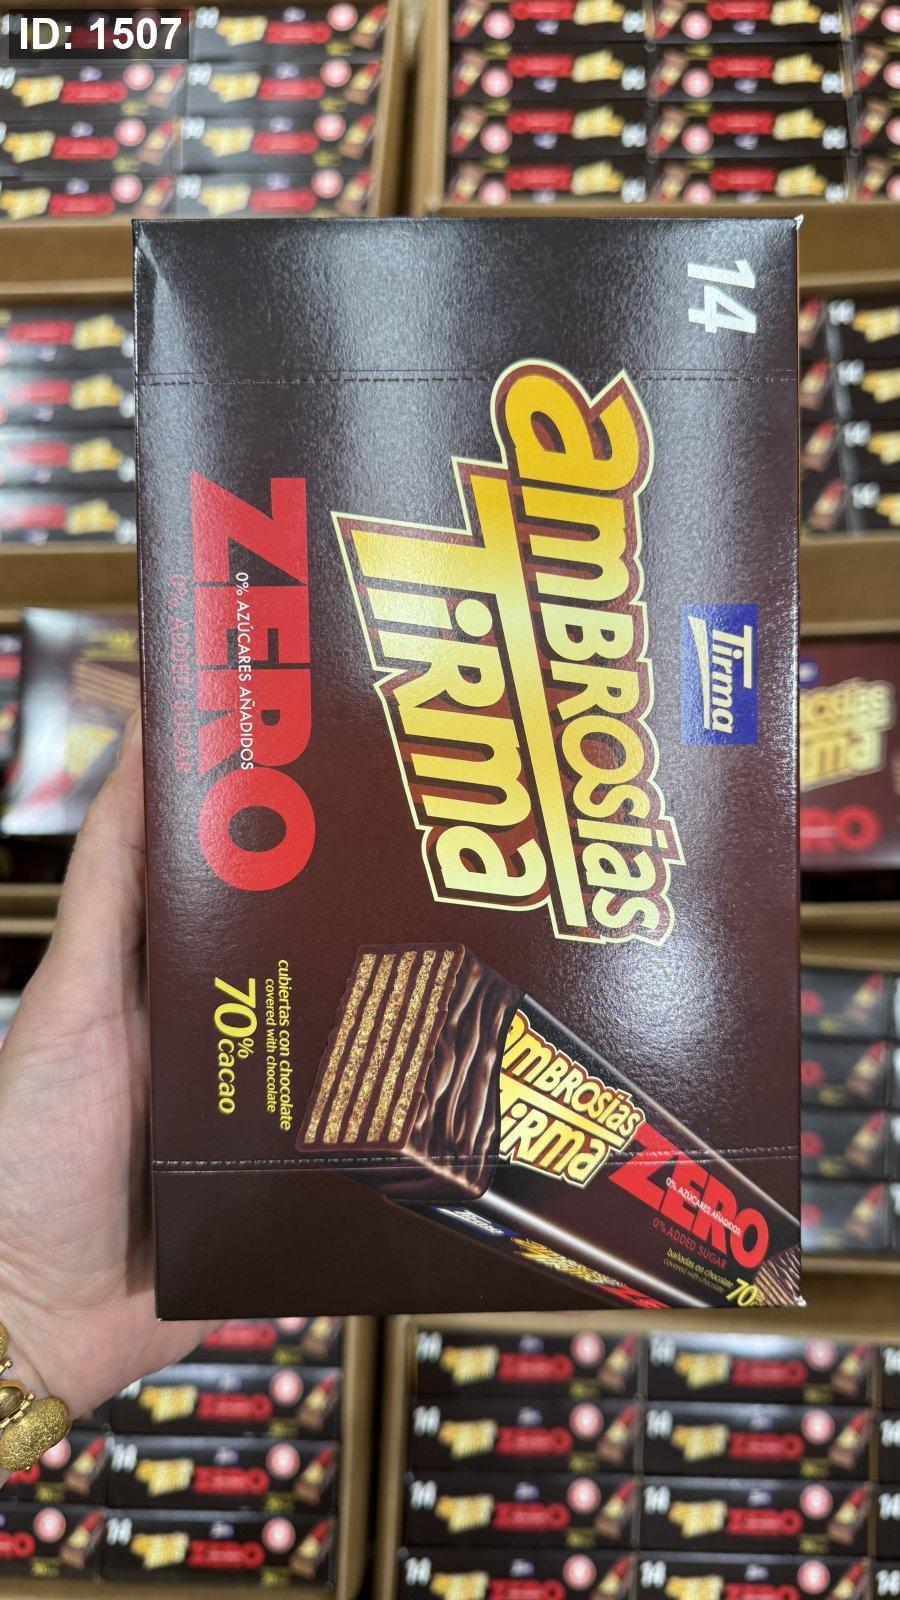 ID: 1507
14
Tirma
amBROSías
TiRma
ZERO
0% AZÚCARES AÑADIDOS
0% ADDED SUGAR
cubiertas con chocolate
covered with chocolate
70% cacao
amBROSías
TiRma
ZERO
0% AZÚCARES AÑADIDOS
0% ADDED SUGAR
bañadas en chocolate
covered with chocolate
70%